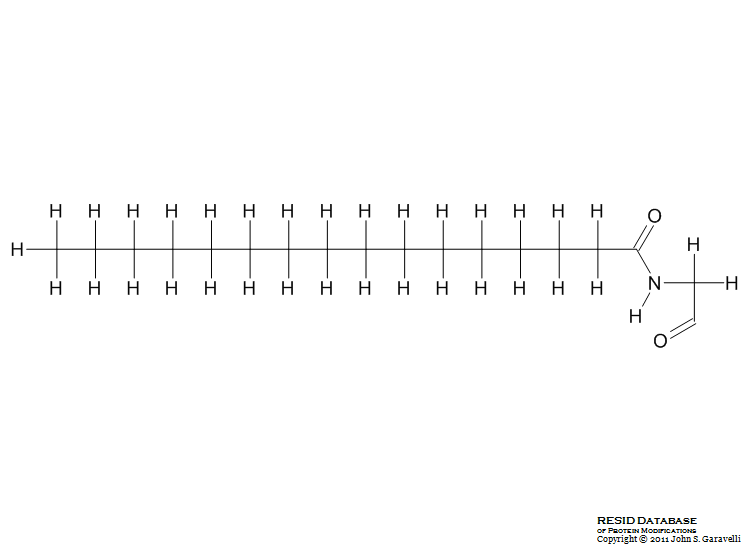 H H H H H H H H H H H H H H H O
H H
H H H H H H H H H H H H H H H N H
H
O
RESID Database
of Protein Modifications
Copyright © 2011 John S. Garavelli